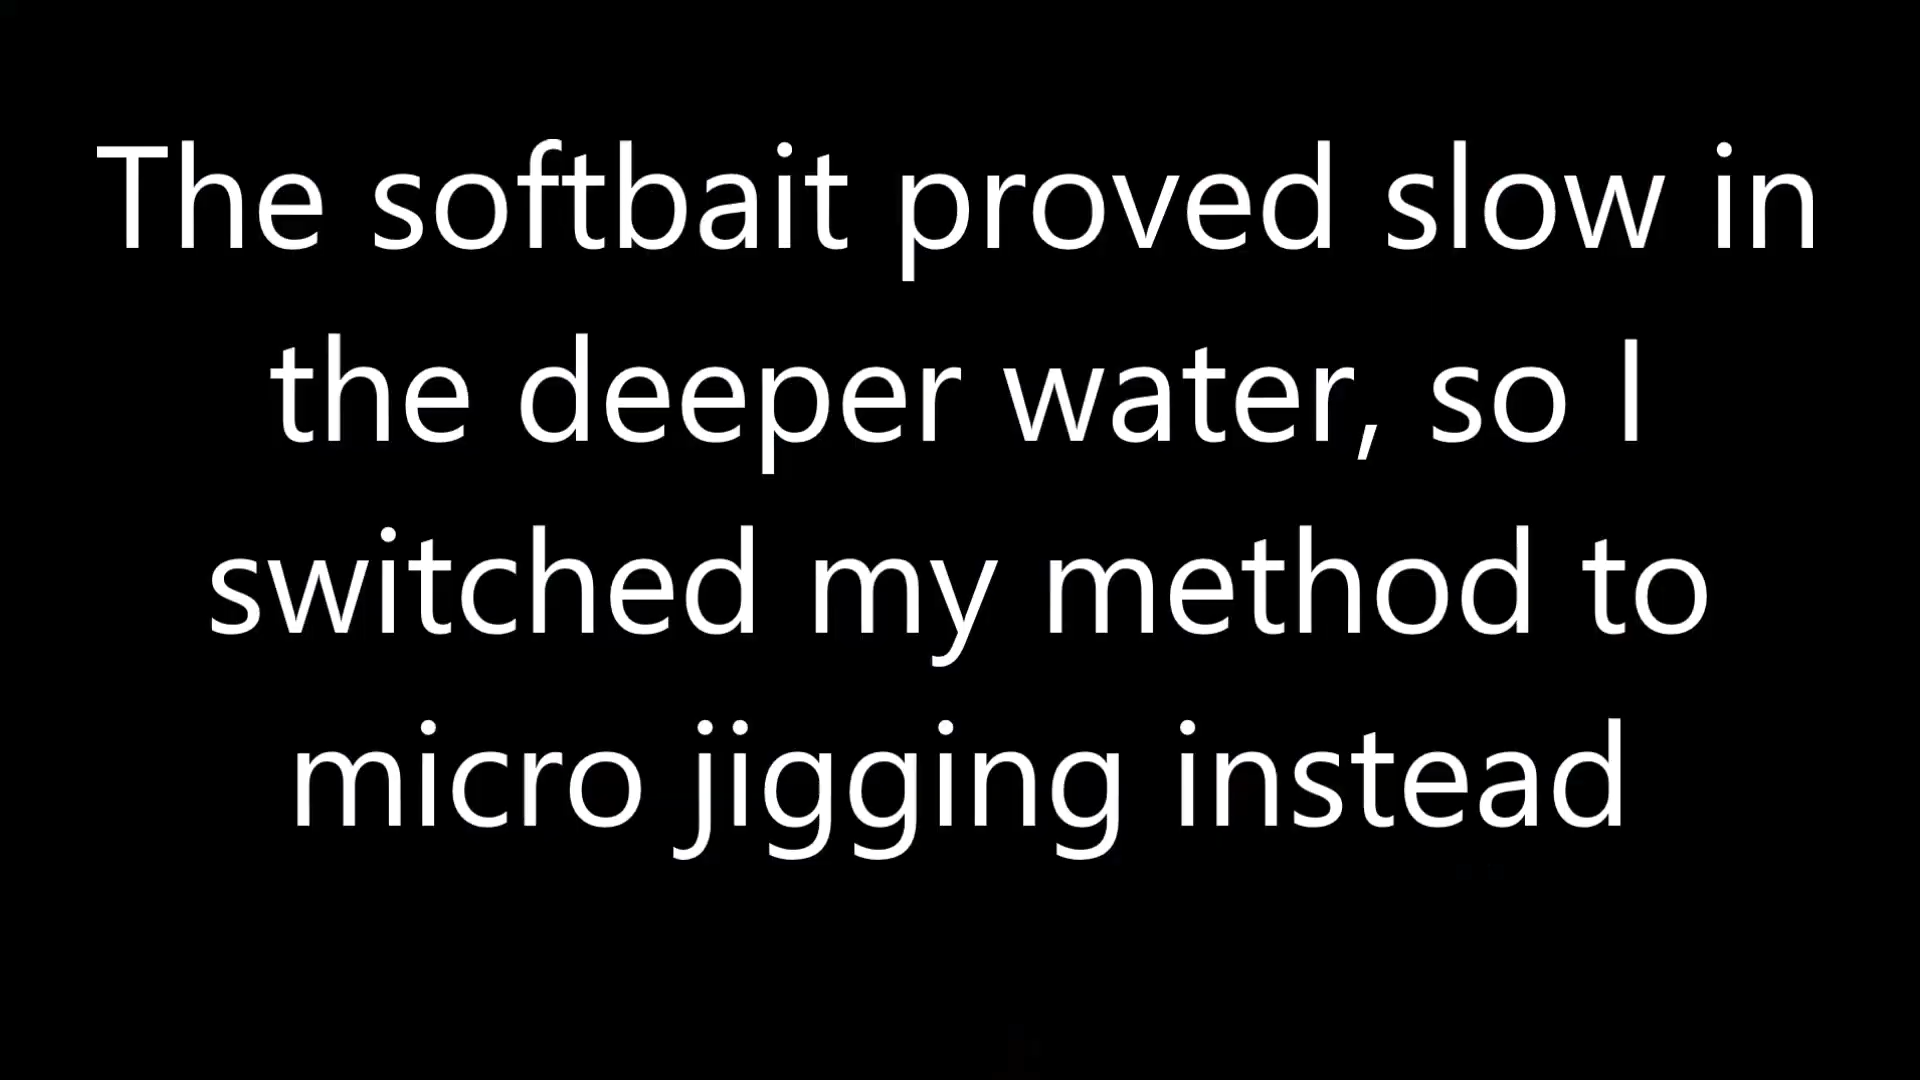 The softbait proved slow in
the deeper water, so I
switched my method to
micro jigging instead